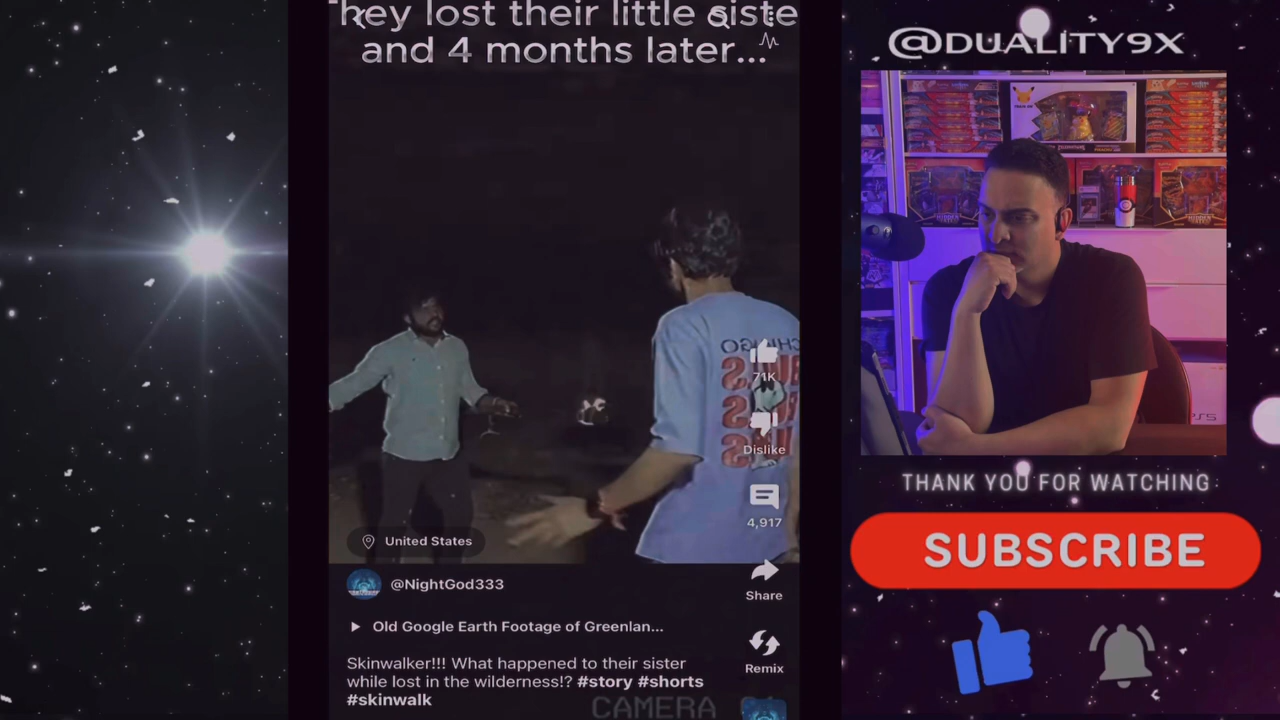 They lost their little siste
and 4 months later...
71K
Dislike
4,917
United States
@NightGod333
Share
Old Google Earth Footage of Greenlan...
Remix
Skinwalker!!! What happened to their sister
while lost in the wilderness!? #story #shorts
#skinwalk
CAMERA
@DUALITY9X
THANK YOU FOR WATCHING
SUBSCRIBE